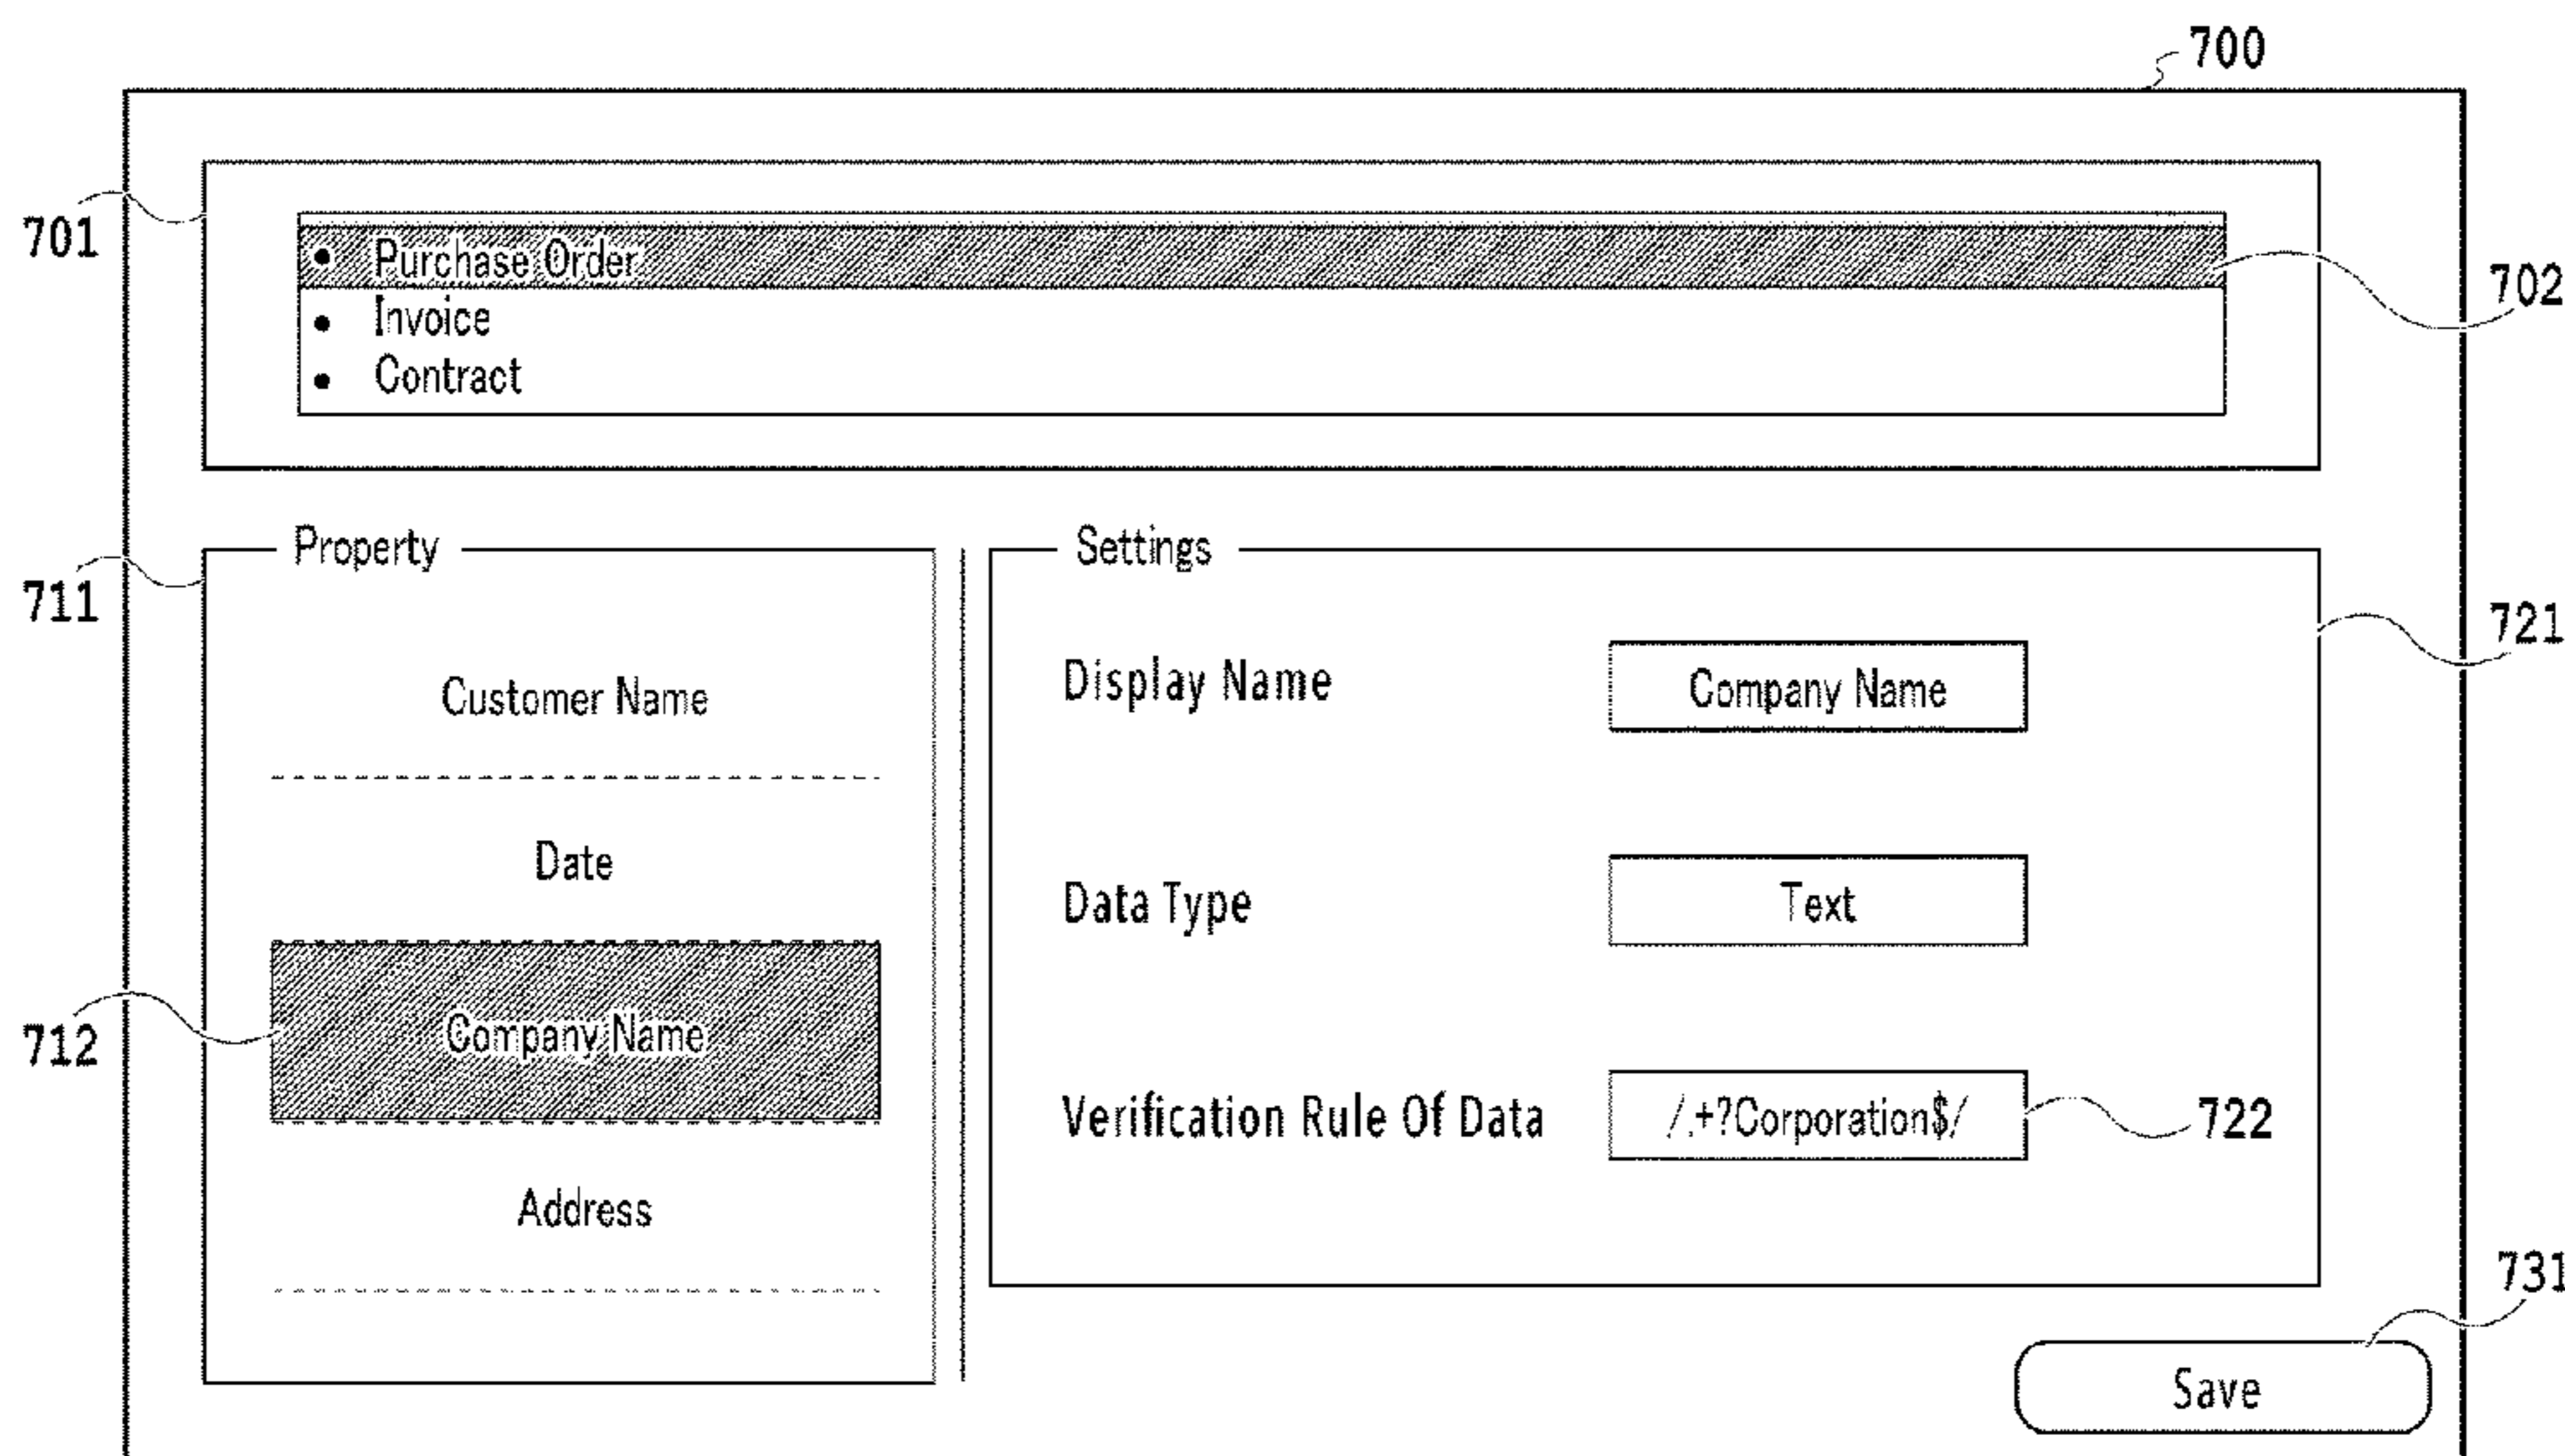 700
701
• Purchase Order
702
• Invoice
• Contract
Property
Settings
711
721
Customer Name
Display Name
Company Name
Date
Data Type
Text
712
Company Name
Verification Rule Of Data
/.+?Corporation$/
722
Address
731
Save